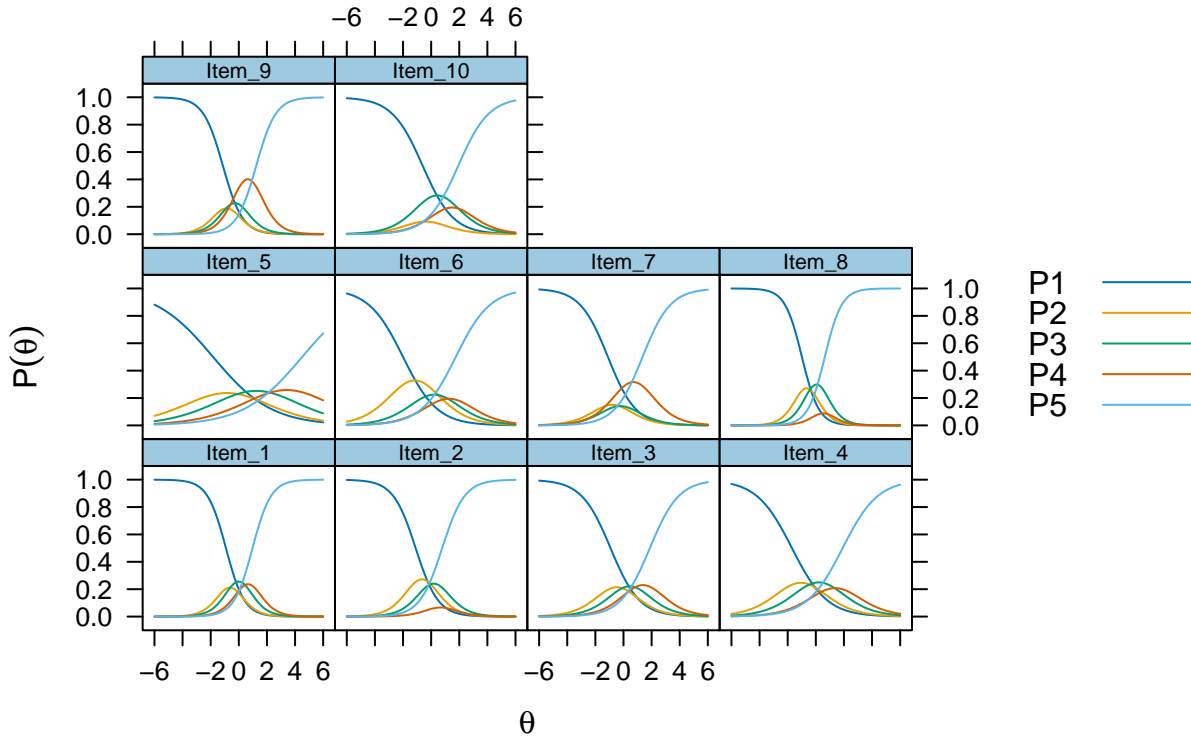 −6 −2 0 2 4 6
Item_9 Item_10
1.0
0.8
0.6
0.4
0.2
0.0
Item_5 Item_6 Item_7 Item_8
1.0
0.8
0.6
0.4
0.2
0.0
P(θ)
P1
P2
P3
P4
P5
Item_1 Item_2 Item_3 Item_4
1.0
0.8
0.6
0.4
0.2
0.0
−6 −2 0 2 4 6 −6 −2 0 2 4 6
θ